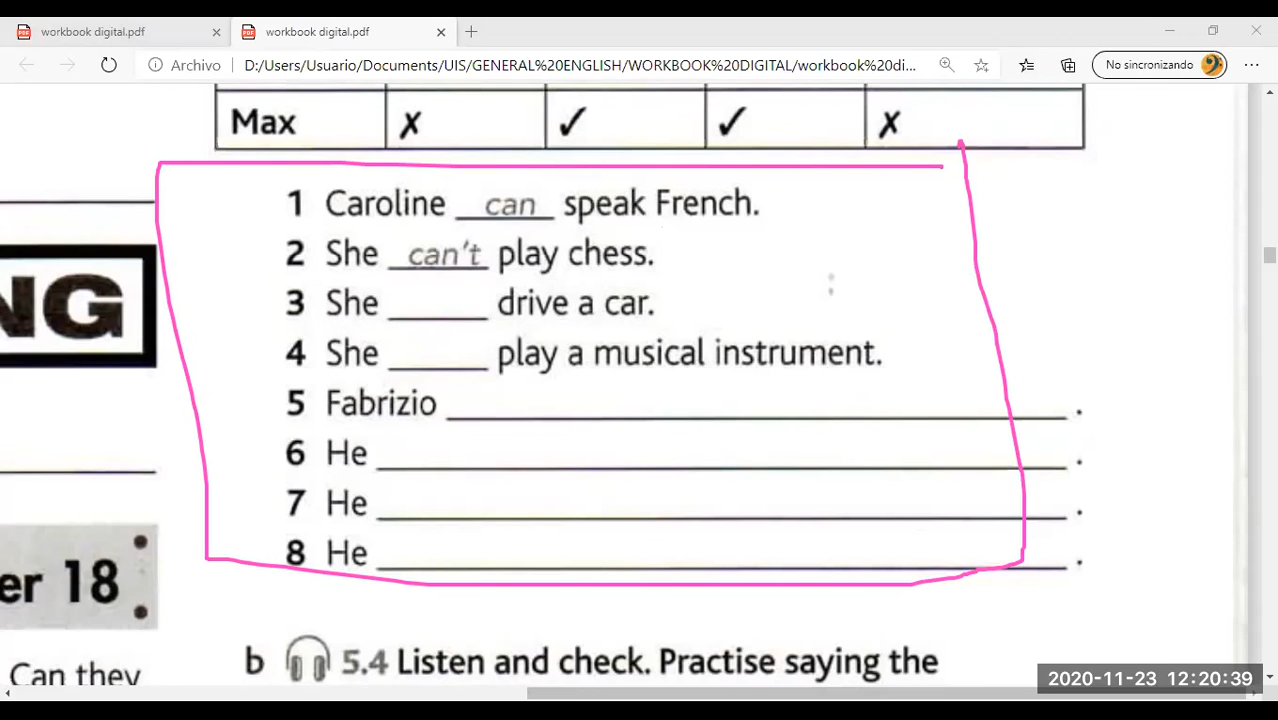 workbook digital.pdf
workbook digital.pdf
Archivo
D:/Users/Usuario/Documents/UIS/GENERAL%20ENGLISH/WORKBOOK%20DIGITAL/workbook%20di...
No sincronizando
Max ✗ ✓ ✓ ✗
1 Caroline can speak French.
2 She can't play chess.
3 She ______ drive a car.
4 She ______ play a musical instrument.
5 Fabrizio ______ .
6 He ______ .
7 He ______ .
8 He ______ .
NG
er 18
Can they
b 5.4 Listen and check. Practise saying the
2020-11-23 12:20:39